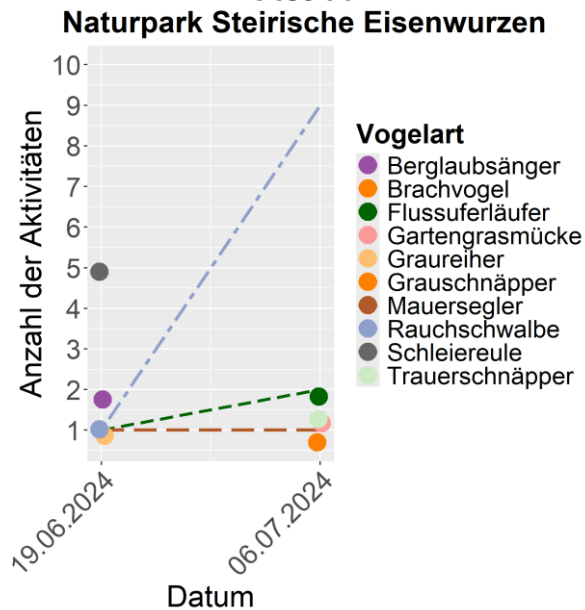 Naturpark Steirische Eisenwurzen
Anzahl der Aktivitäten
10
9
8
7
6
5
4
3
2
1
19.06.2024
06.07.2024
Datum
Vogelart
Berglaubsänger
Brachvogel
Flussuferläufer
Gartengrasmücke
Graureiher
Grauschnäpper
Mauersegler
Rauchschwalbe
Schleiereule
Trauerschnäpper